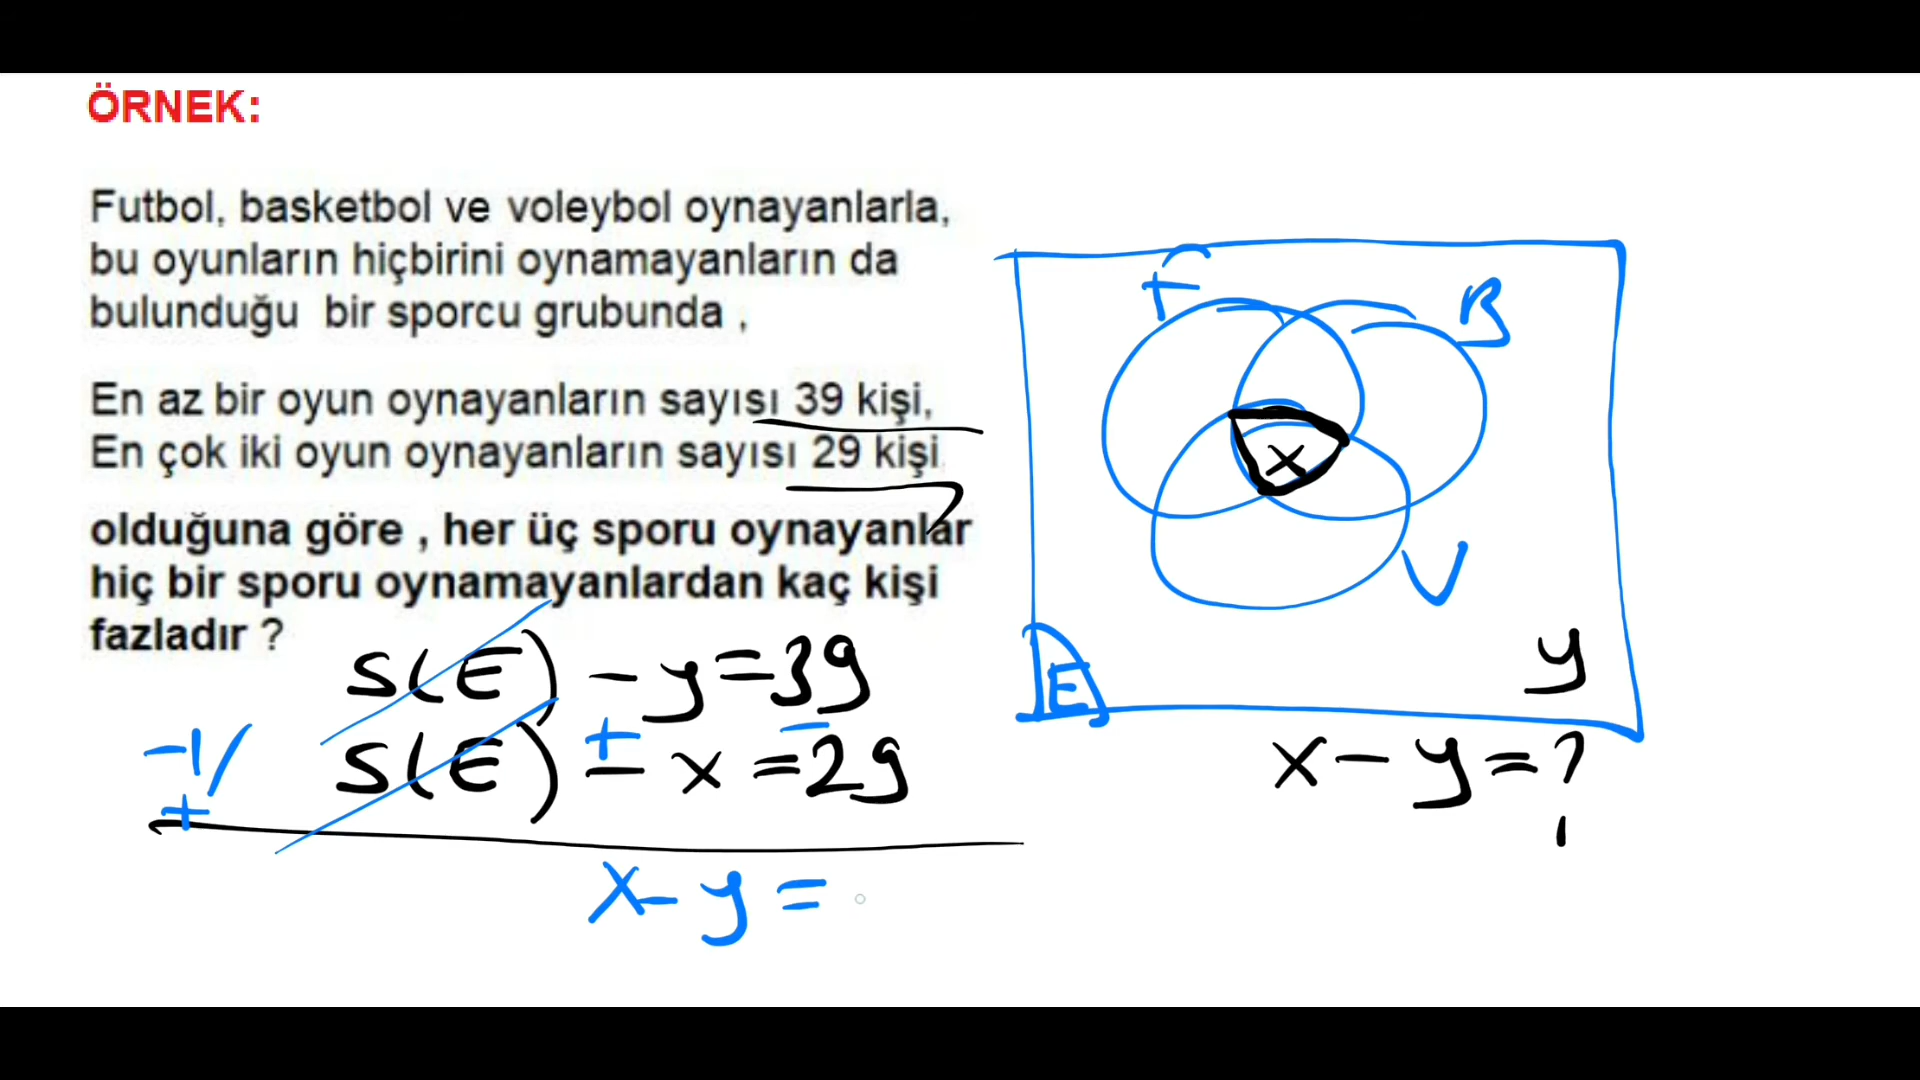 ÖRNEK:
Futbol, basketbol ve voleybol oynayanlarla,
bu oyunların hiçbirini oynamayanların da
bulunduğu bir sporcu grubunda ,
En az bir oyun oynayanların sayısı 39 kişi,
En çok iki oyun oynayanların sayısı 29 kişi
olduğuna göre , her üç sporu oynayanlar
hiç bir sporu oynamayanlardan kaç kişi
fazladır ?
F
B
x
V
E
y
s(E) - y = 39
-1/ s(E) - x = 29
+ + -
x - y =
x - y = ?